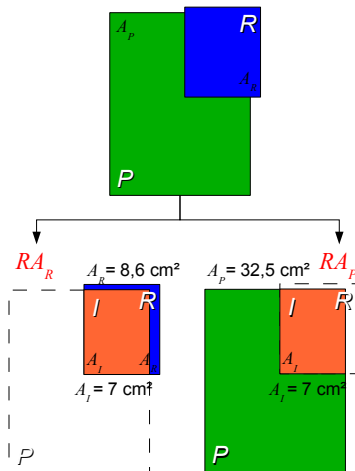 A_P
R
A_R
P
RA_R
A_R = 8,6 cm²
A_P = 32,5 cm²
RA_P
I
R
A_I
A_R
A_I = 7 cm²
P
I
R
A_I
A_I = 7 cm²
P